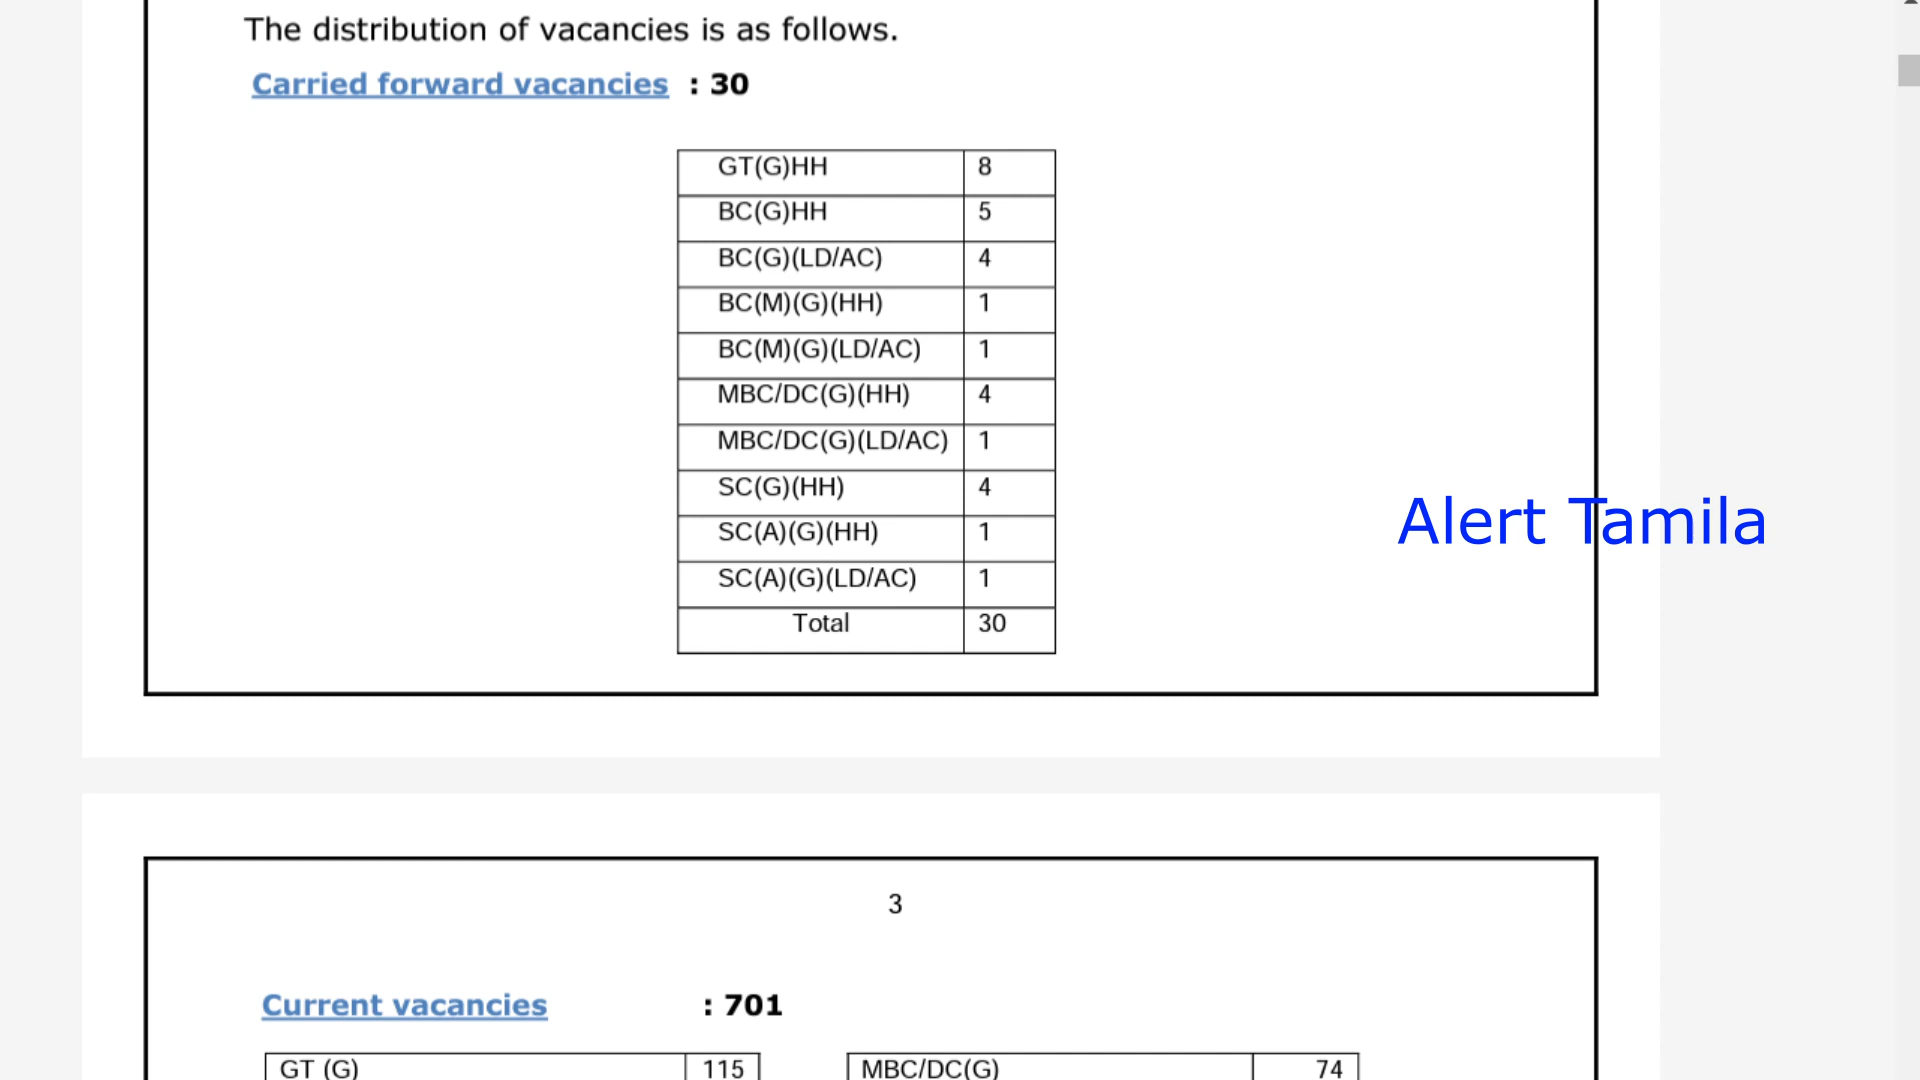 The distribution of vacancies is as follows.
Carried forward vacancies : 30
GT(G)HH 8
BC(G)HH 5
BC(G)(LD/AC) 4
BC(M)(G)(HH) 1
BC(M)(G)(LD/AC) 1
MBC/DC(G)(HH) 4
MBC/DC(G)(LD/AC) 1
SC(G)(HH) 4
SC(A)(G)(HH) 1
SC(A)(G)(LD/AC) 1
Total 30
Alert Tamila
3
Current vacancies : 701
GT (G) 115 MBC/DC(G) 74